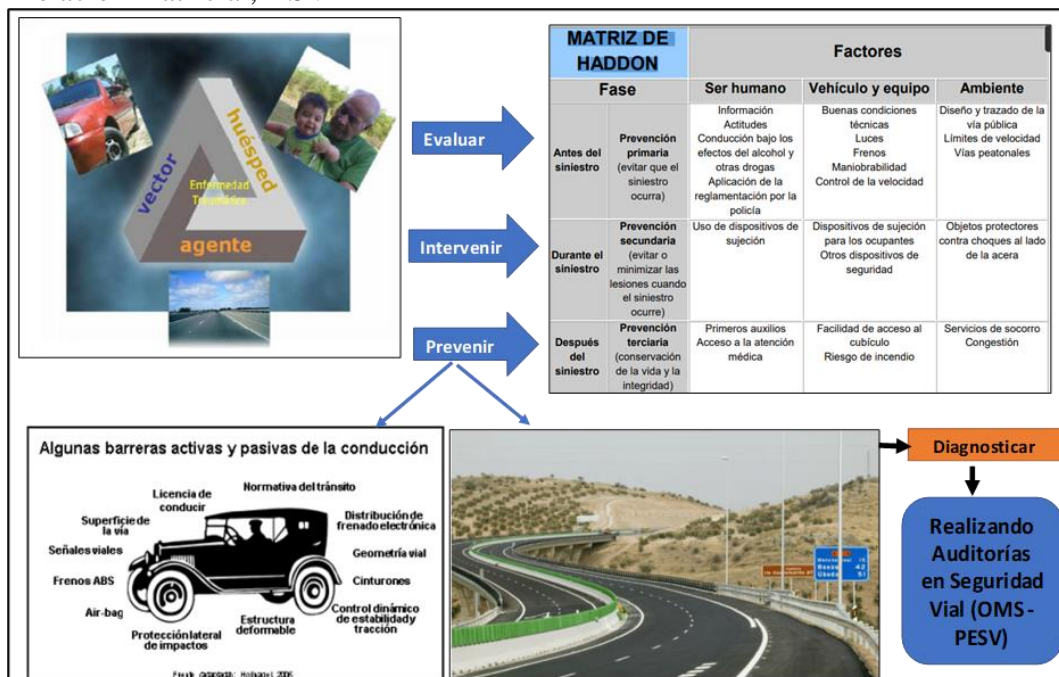 vector
huésped
Enfermedad
Traumática
agente
Evaluar
Intervenir
Prevenir
MATRIZ DE
HADDON
Factores
Fase
Ser humano
Vehículo y equipo
Ambiente
Antes del
siniestro
Prevención
primaria
(evitar que el
siniestro
ocurra)
Información
Actitudes
Conducción bajo los
efectos del alcohol y
otras drogas
Aplicación de la
reglamentación por la
policía
Buenas condiciones
técnicas
Luces
Frenos
Maniobrabilidad
Control de la velocidad
Diseño y trazado de la
vía pública
Límites de velocidad
Vías peatonales
Durante el
siniestro
Prevención
secundaria
(evitar o
minimizar las
lesiones cuando
el siniestro
ocurre)
Uso de dispositivos de
sujeción
Dispositivos de sujeción
para los ocupantes
Otros dispositivos de
seguridad
Objetos protectores
contra choques al lado
de la acera
Después
del
siniestro
Prevención
terciaria
(conservación
de la vida y la
integridad)
Primeros auxilios
Acceso a la atención
médica
Facilidad de acceso al
cubículo
Riesgo de incendio
Servicios de socorro
Congestión
Algunas barreras activas y pasivas de la conducción
Licencia de
conducir
Normativa del tránsito
Superficie de
la vía
Distribución de
frenado electrónica
Señales viales
Geometría vial
Frenos ABS
Cinturones
Air-bag
Control dinámico
de estabilidad y
tracción
Estructura
deformable
Protección lateral
de impactos
2006
42
51
Diagnosticar
Realizando
Auditorías
en Seguridad
Vial (OMS -
PESV)